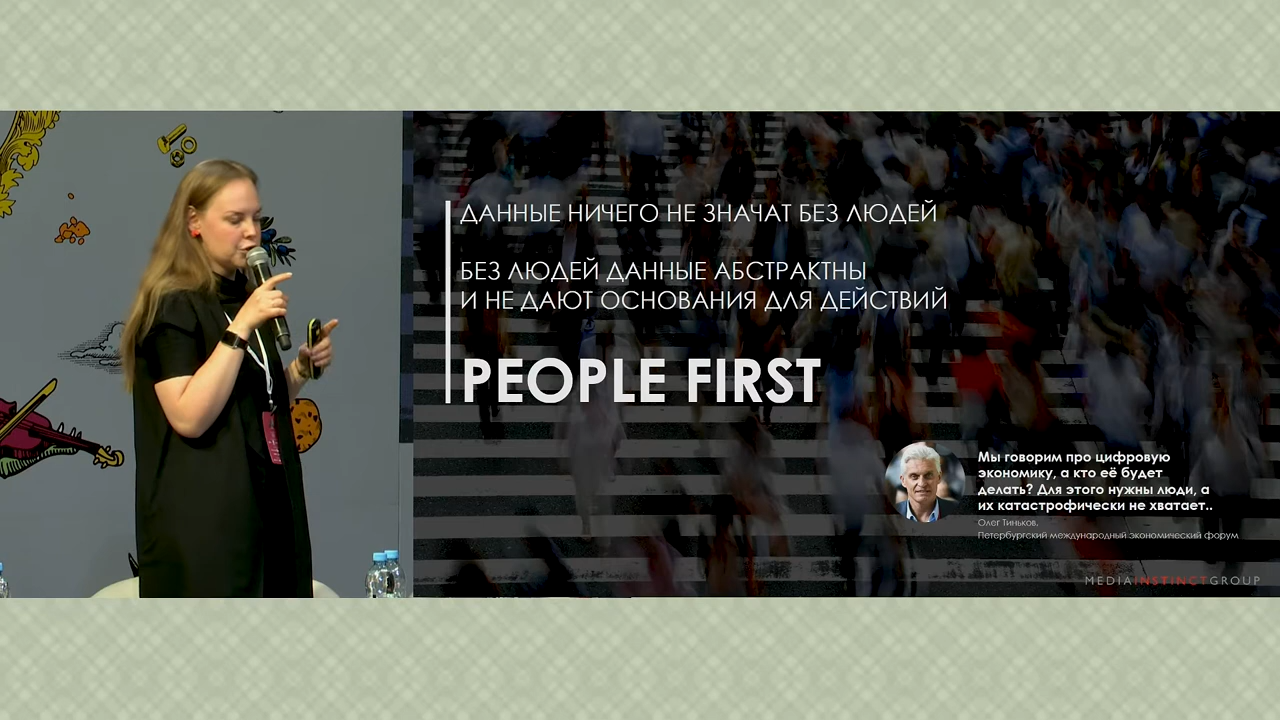 ДАННЫЕ НИЧЕГО НЕ ЗНАЧАТ БЕЗ ЛЮДЕЙ
БЕЗ ЛЮДЕЙ ДАННЫЕ АБСТРАКТНЫ
И НЕ ДАЮТ ОСНОВАНИЯ ДЛЯ ДЕЙСТВИЙ
PEOPLE FIRST
Мы говорим про цифровую
экономику, а кто её будет
делать? Для этого нужны люди, а
их катастрофически не хватает..
Олег Тиньков.
Петербургский международный экономический форум
MEDIAINSTINCTGROUP